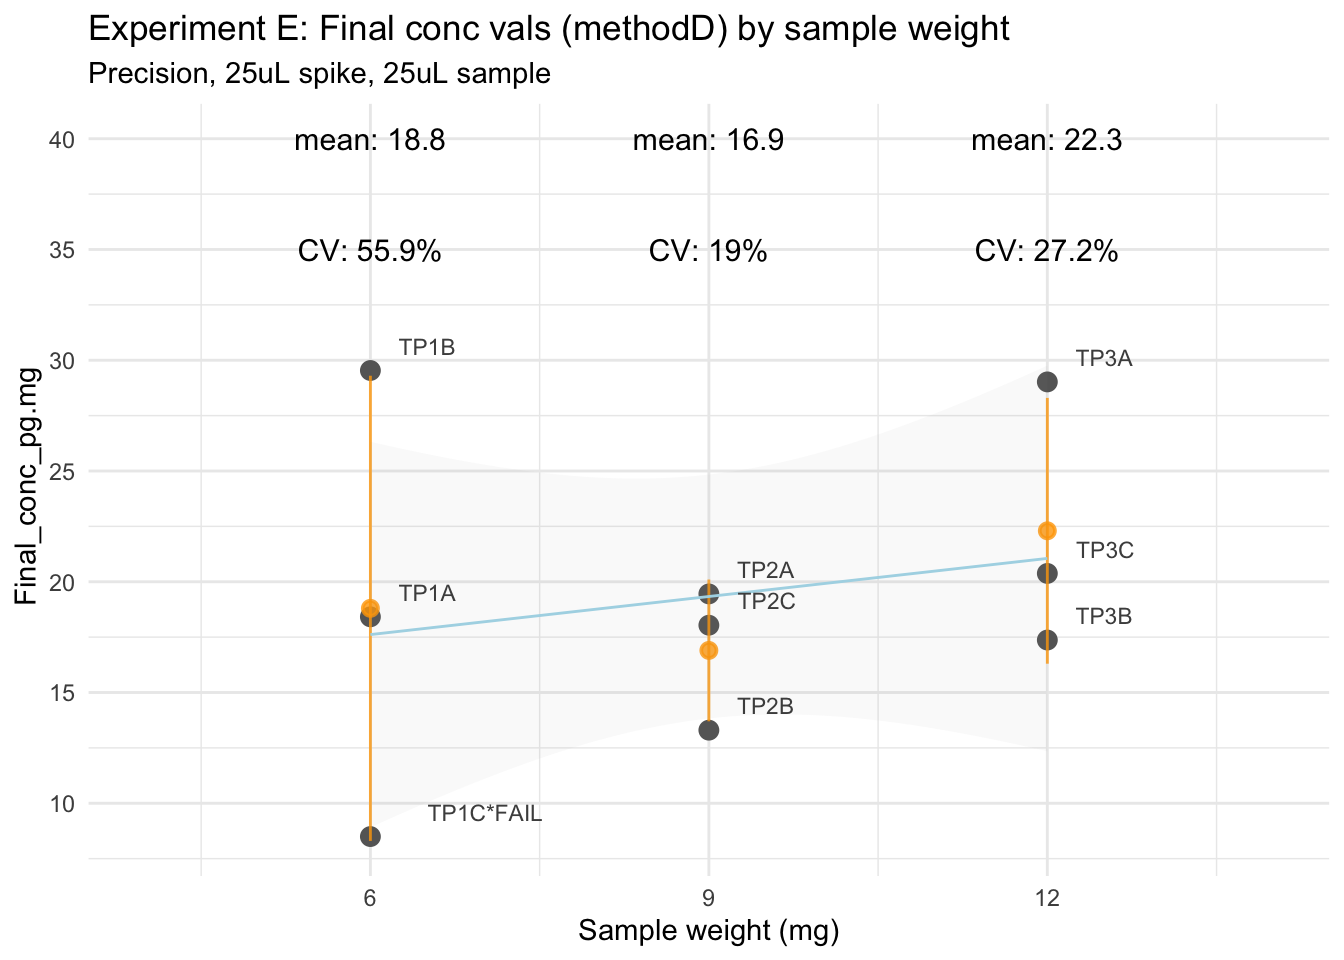 Experiment E: Final conc vals (methodD) by sample weight
Precision, 25uL spike, 25uL sample
40
mean: 18.8
mean: 16.9
mean: 22.3
35
CV: 55.9%
CV: 19%
CV: 27.2%
30
TP1B
TP3A
25
Final_conc_pg.mg
20
TP1A
TP2A
TP2C
TP3C
TP3B
15
TP2B
10
TP1C*FAIL
6
9
12
Sample weight (mg)